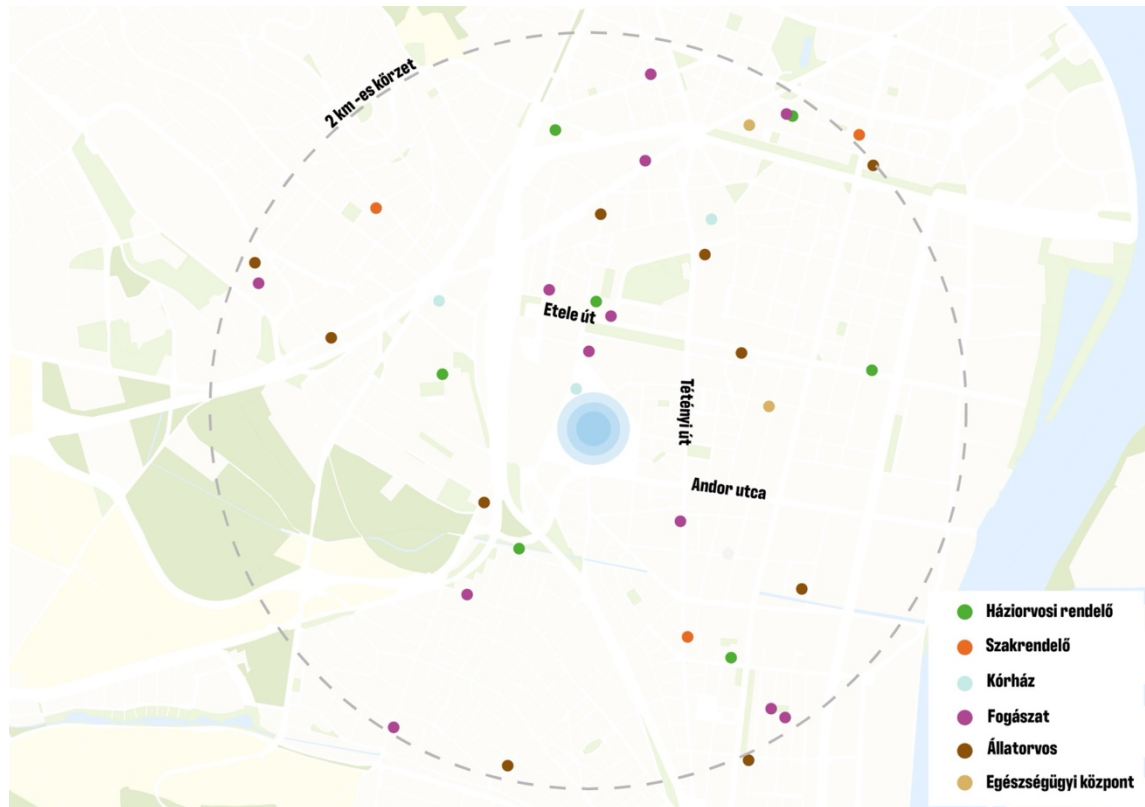 2 km -es körzet
Etele út
Tétényi út
Andor utca
Háziorvosi rendelő
Szakrendelő
Kórház
Fogászat
Állatorvos
Egészségügyi központ